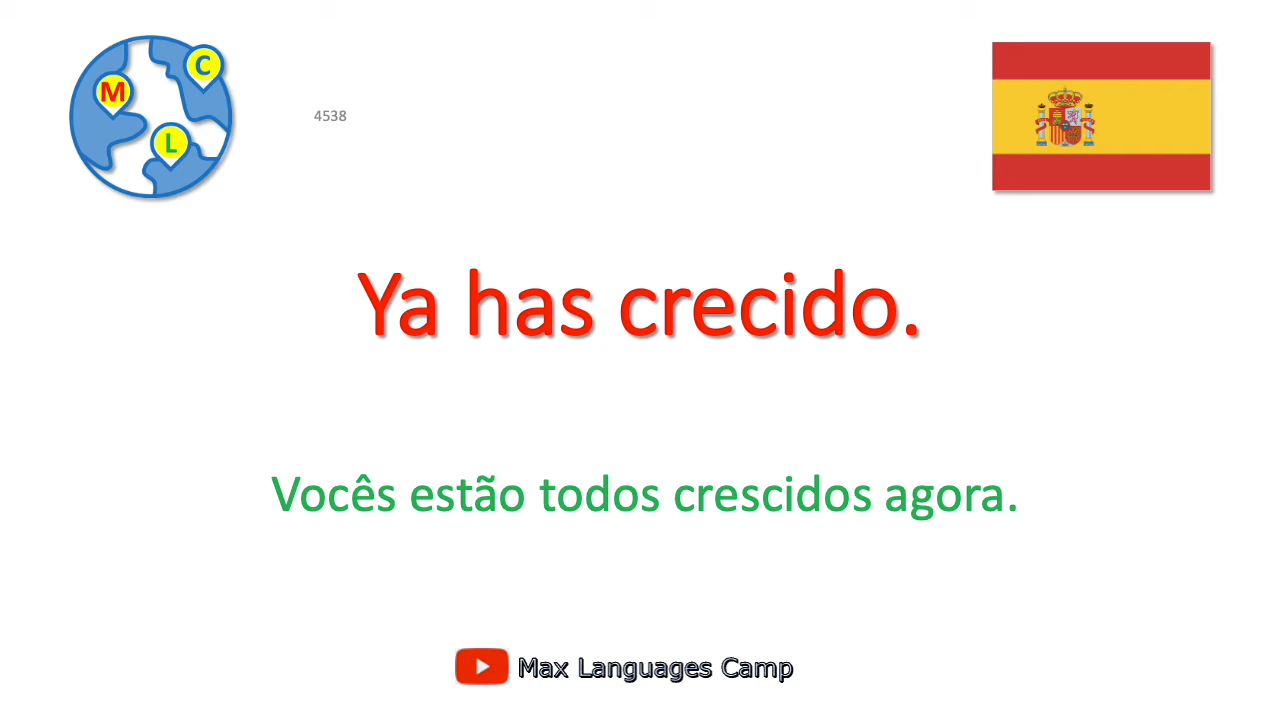 M
C
L
4538
Ya has crecido.
Vocês estão todos crescidos agora.
Max Languages Camp